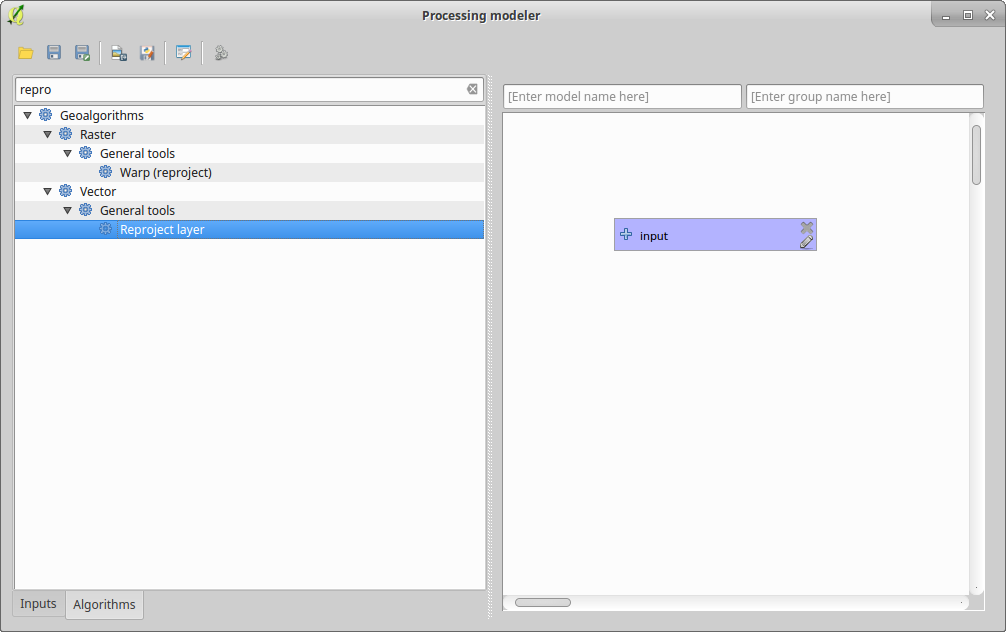 Processing modeler
repro
Geoalgorithms
Raster
General tools
Warp (reproject)
Vector
General tools
Reproject layer
Inputs
Algorithms
[Enter model name here]
[Enter group name here]
input